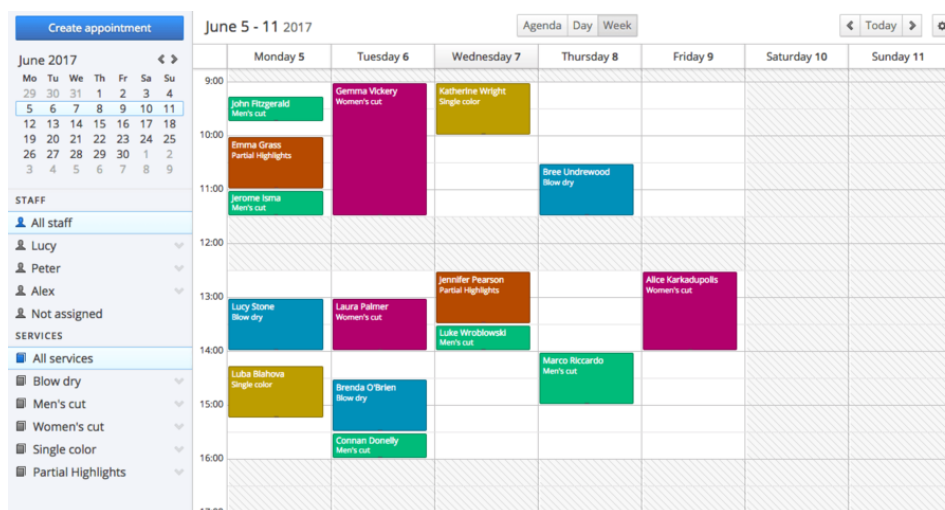 Create appointment
June 2017
Mo Tu We Th Fr Sa Su
29 30 31 1 2 3 4
5 6 7 8 9 10 11
12 13 14 15 16 17 18
19 20 21 22 23 24 25
26 27 28 29 30 1 2
3 4 5 6 7 8 9
STAFF
All staff
Lucy
Peter
Alex
Not assigned
SERVICES
All services
Blow dry
Men's cut
Women's cut
Single color
Partial Highlights
June 5 - 11 2017
Agenda Day Week
Today
Monday 5 Tuesday 6 Wednesday 7 Thursday 8 Friday 9 Saturday 10 Sunday 11
9:00
10:00
11:00
12:00
13:00
14:00
15:00
16:00
17:00
John Fitzgerald
Men's cut
Emma Grass
Partial Highlights
Jerome Isma
Men's cut
Lucy Stone
Blow dry
Luba Blahova
Single color
Gemma Vickery
Women's cut
Laura Palmer
Women's cut
Brenda O'Brien
Blow dry
Connan Donelly
Men's cut
Katherine Wright
Single color
Jennifer Pearson
Partial Highlights
Luke Wroblowski
Men's cut
Bree Undrewood
Blow dry
Marco Riccardo
Men's cut
Alice Karkadupolis
Women's cut